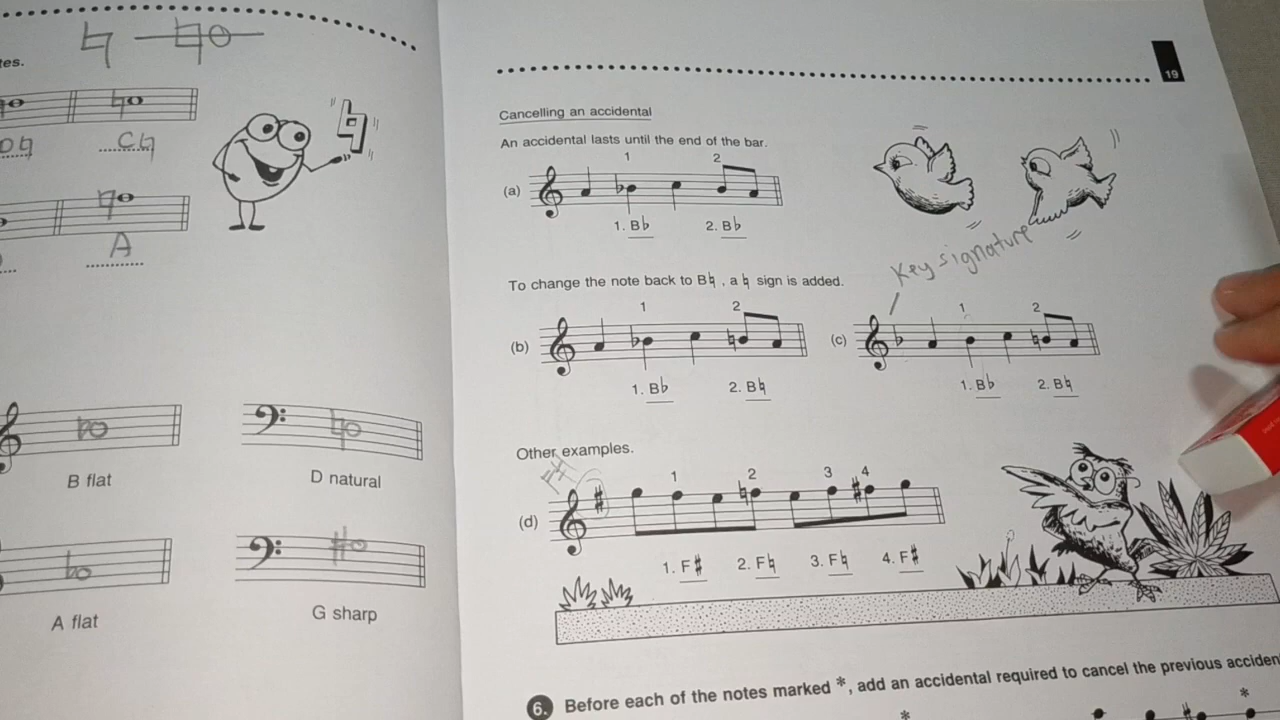 tes.
C♮
A
B flat
D natural
A flat
G sharp
19
Cancelling an accidental
An accidental lasts until the end of the bar.
1 2
(a)
1. B♭ 2. B♭
Key signature
To change the note back to B♮, a ♮ sign is added.
1 2 1 2
(b) (c)
1. B♭ 2. B♮ 1. B♭ 2. B♮
Other examples.
F#
1 2 3 4
(d)
1. F♯ 2. F♮ 3. F♮ 4. F♯
6. Before each of the notes marked *, add an accidental required to cancel the previous acciden
* *